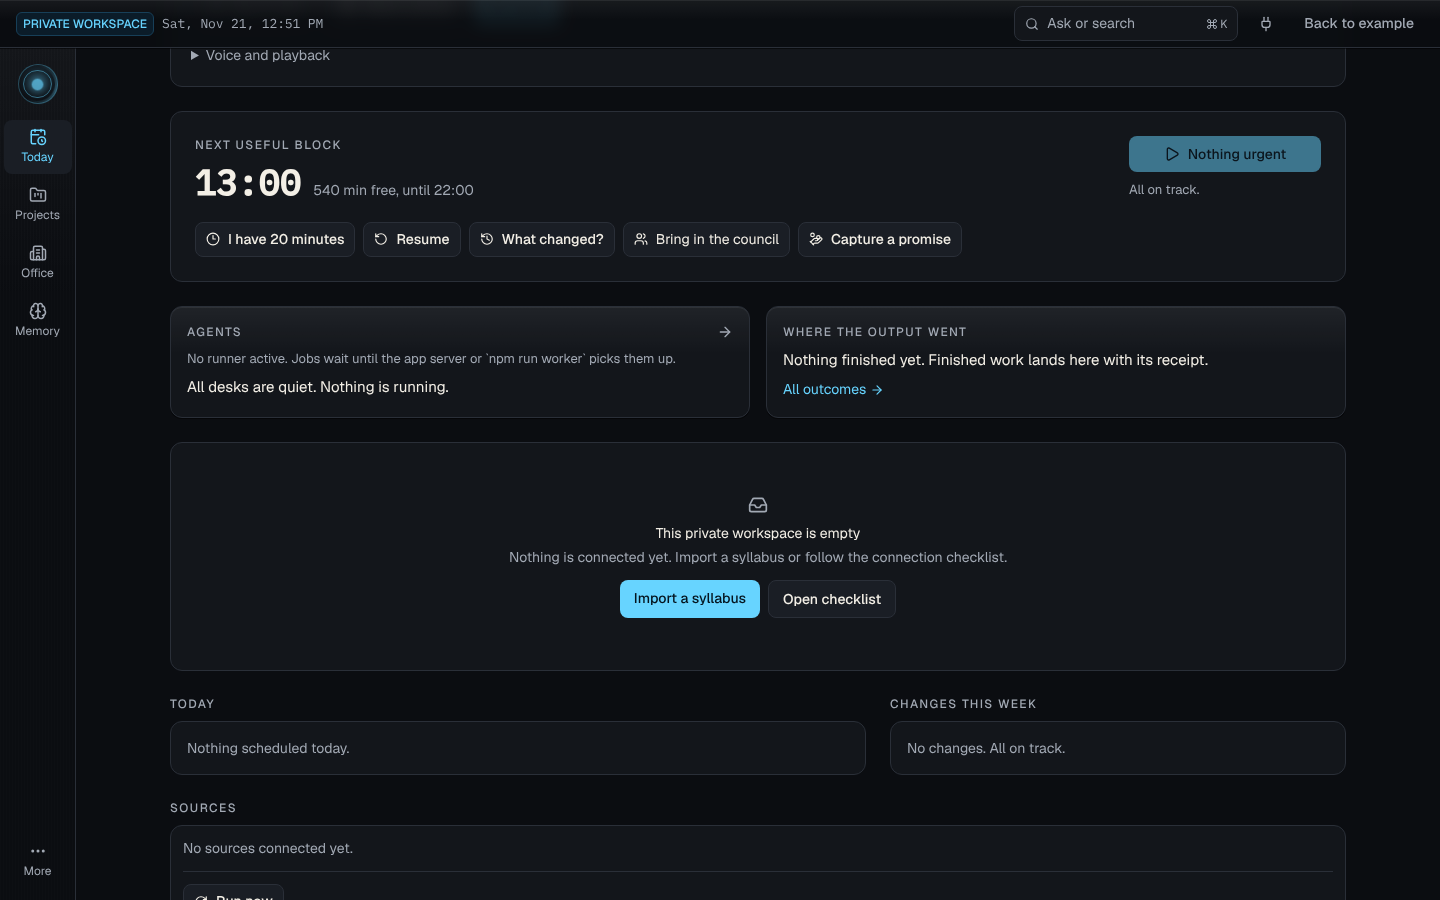 PRIVATE WORKSPACE Sat, Nov 21, 12:51 PM
Ask or search ⌘K
Back to example
Today
Projects
Office
Memory
More
Voice and playback
NEXT USEFUL BLOCK
13:00 540 min free, until 22:00
Nothing urgent
All on track.
I have 20 minutes
Resume
What changed?
Bring in the council
Capture a promise
AGENTS
No runner active. Jobs wait until the app server or `npm run worker` picks them up.
All desks are quiet. Nothing is running.
WHERE THE OUTPUT WENT
Nothing finished yet. Finished work lands here with its receipt.
All outcomes →
This private workspace is empty
Nothing is connected yet. Import a syllabus or follow the connection checklist.
Import a syllabus
Open checklist
TODAY
Nothing scheduled today.
CHANGES THIS WEEK
No changes. All on track.
SOURCES
No sources connected yet.
Run now